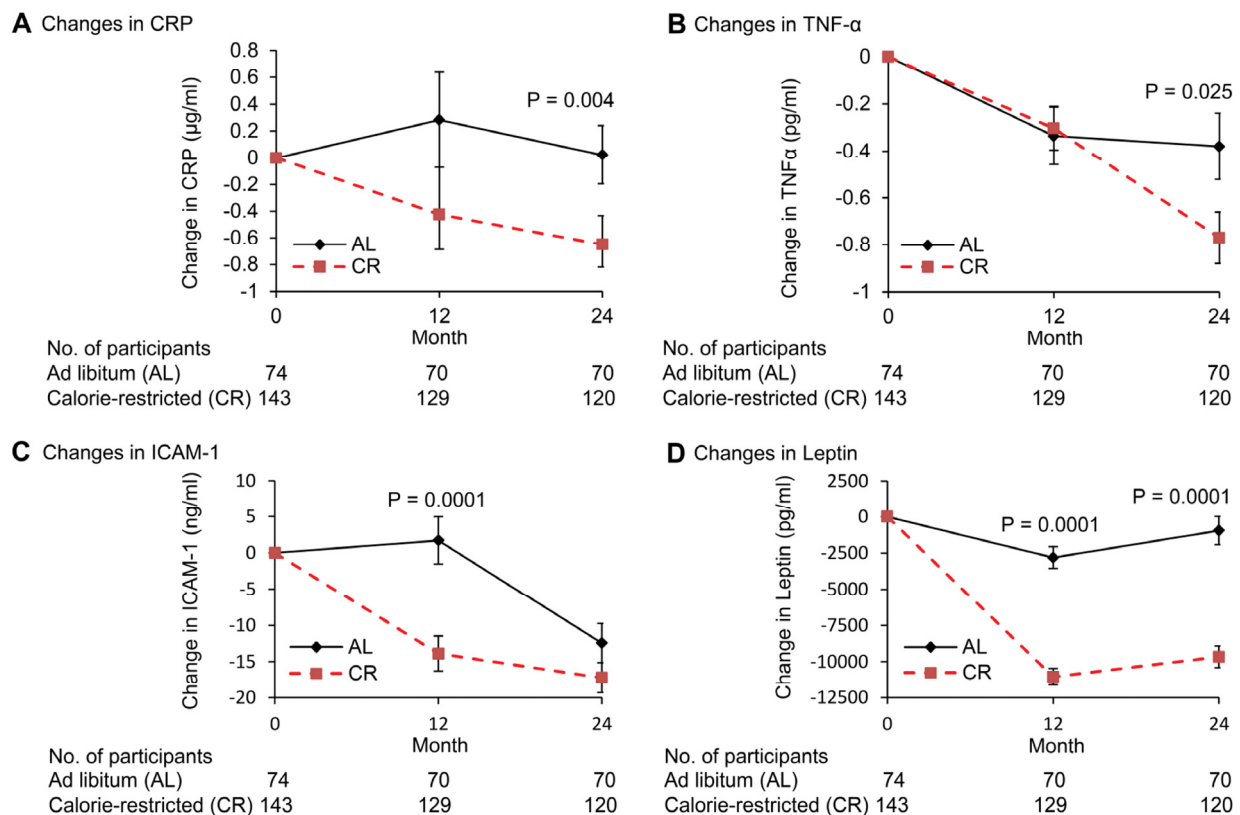 A Changes in CRP
Change in CRP (µg/ml)
0.8
0.6
0.4
0.2
0
-0.2
-0.4
-0.6
-0.8
-1
P = 0.004
AL
CR
0 12 24
Month
No. of participants
Ad libitum (AL) 74 70 70
Calorie-restricted (CR) 143 129 120
B Changes in TNF-α
Change in TNFα (pg/ml)
0
-0.2
-0.4
-0.6
-0.8
-1
P = 0.025
AL
CR
0 12 24
Month
No. of participants
Ad libitum (AL) 74 70 70
Calorie-restricted (CR) 143 129 120
C Changes in ICAM-1
Change in ICAM-1 (ng/ml)
10
5
0
-5
-10
-15
-20
P = 0.0001
AL
CR
0 12 24
Month
No. of participants
Ad libitum (AL) 74 70 70
Calorie-restricted (CR) 143 129 120
D Changes in Leptin
Change in Leptin (pg/ml)
2500
0
-2500
-5000
-7500
-10000
-12500
P = 0.0001
P = 0.0001
AL
CR
0 12 24
Month
No. of participants
Ad libitum (AL) 74 70 70
Calorie-restricted (CR) 143 129 120